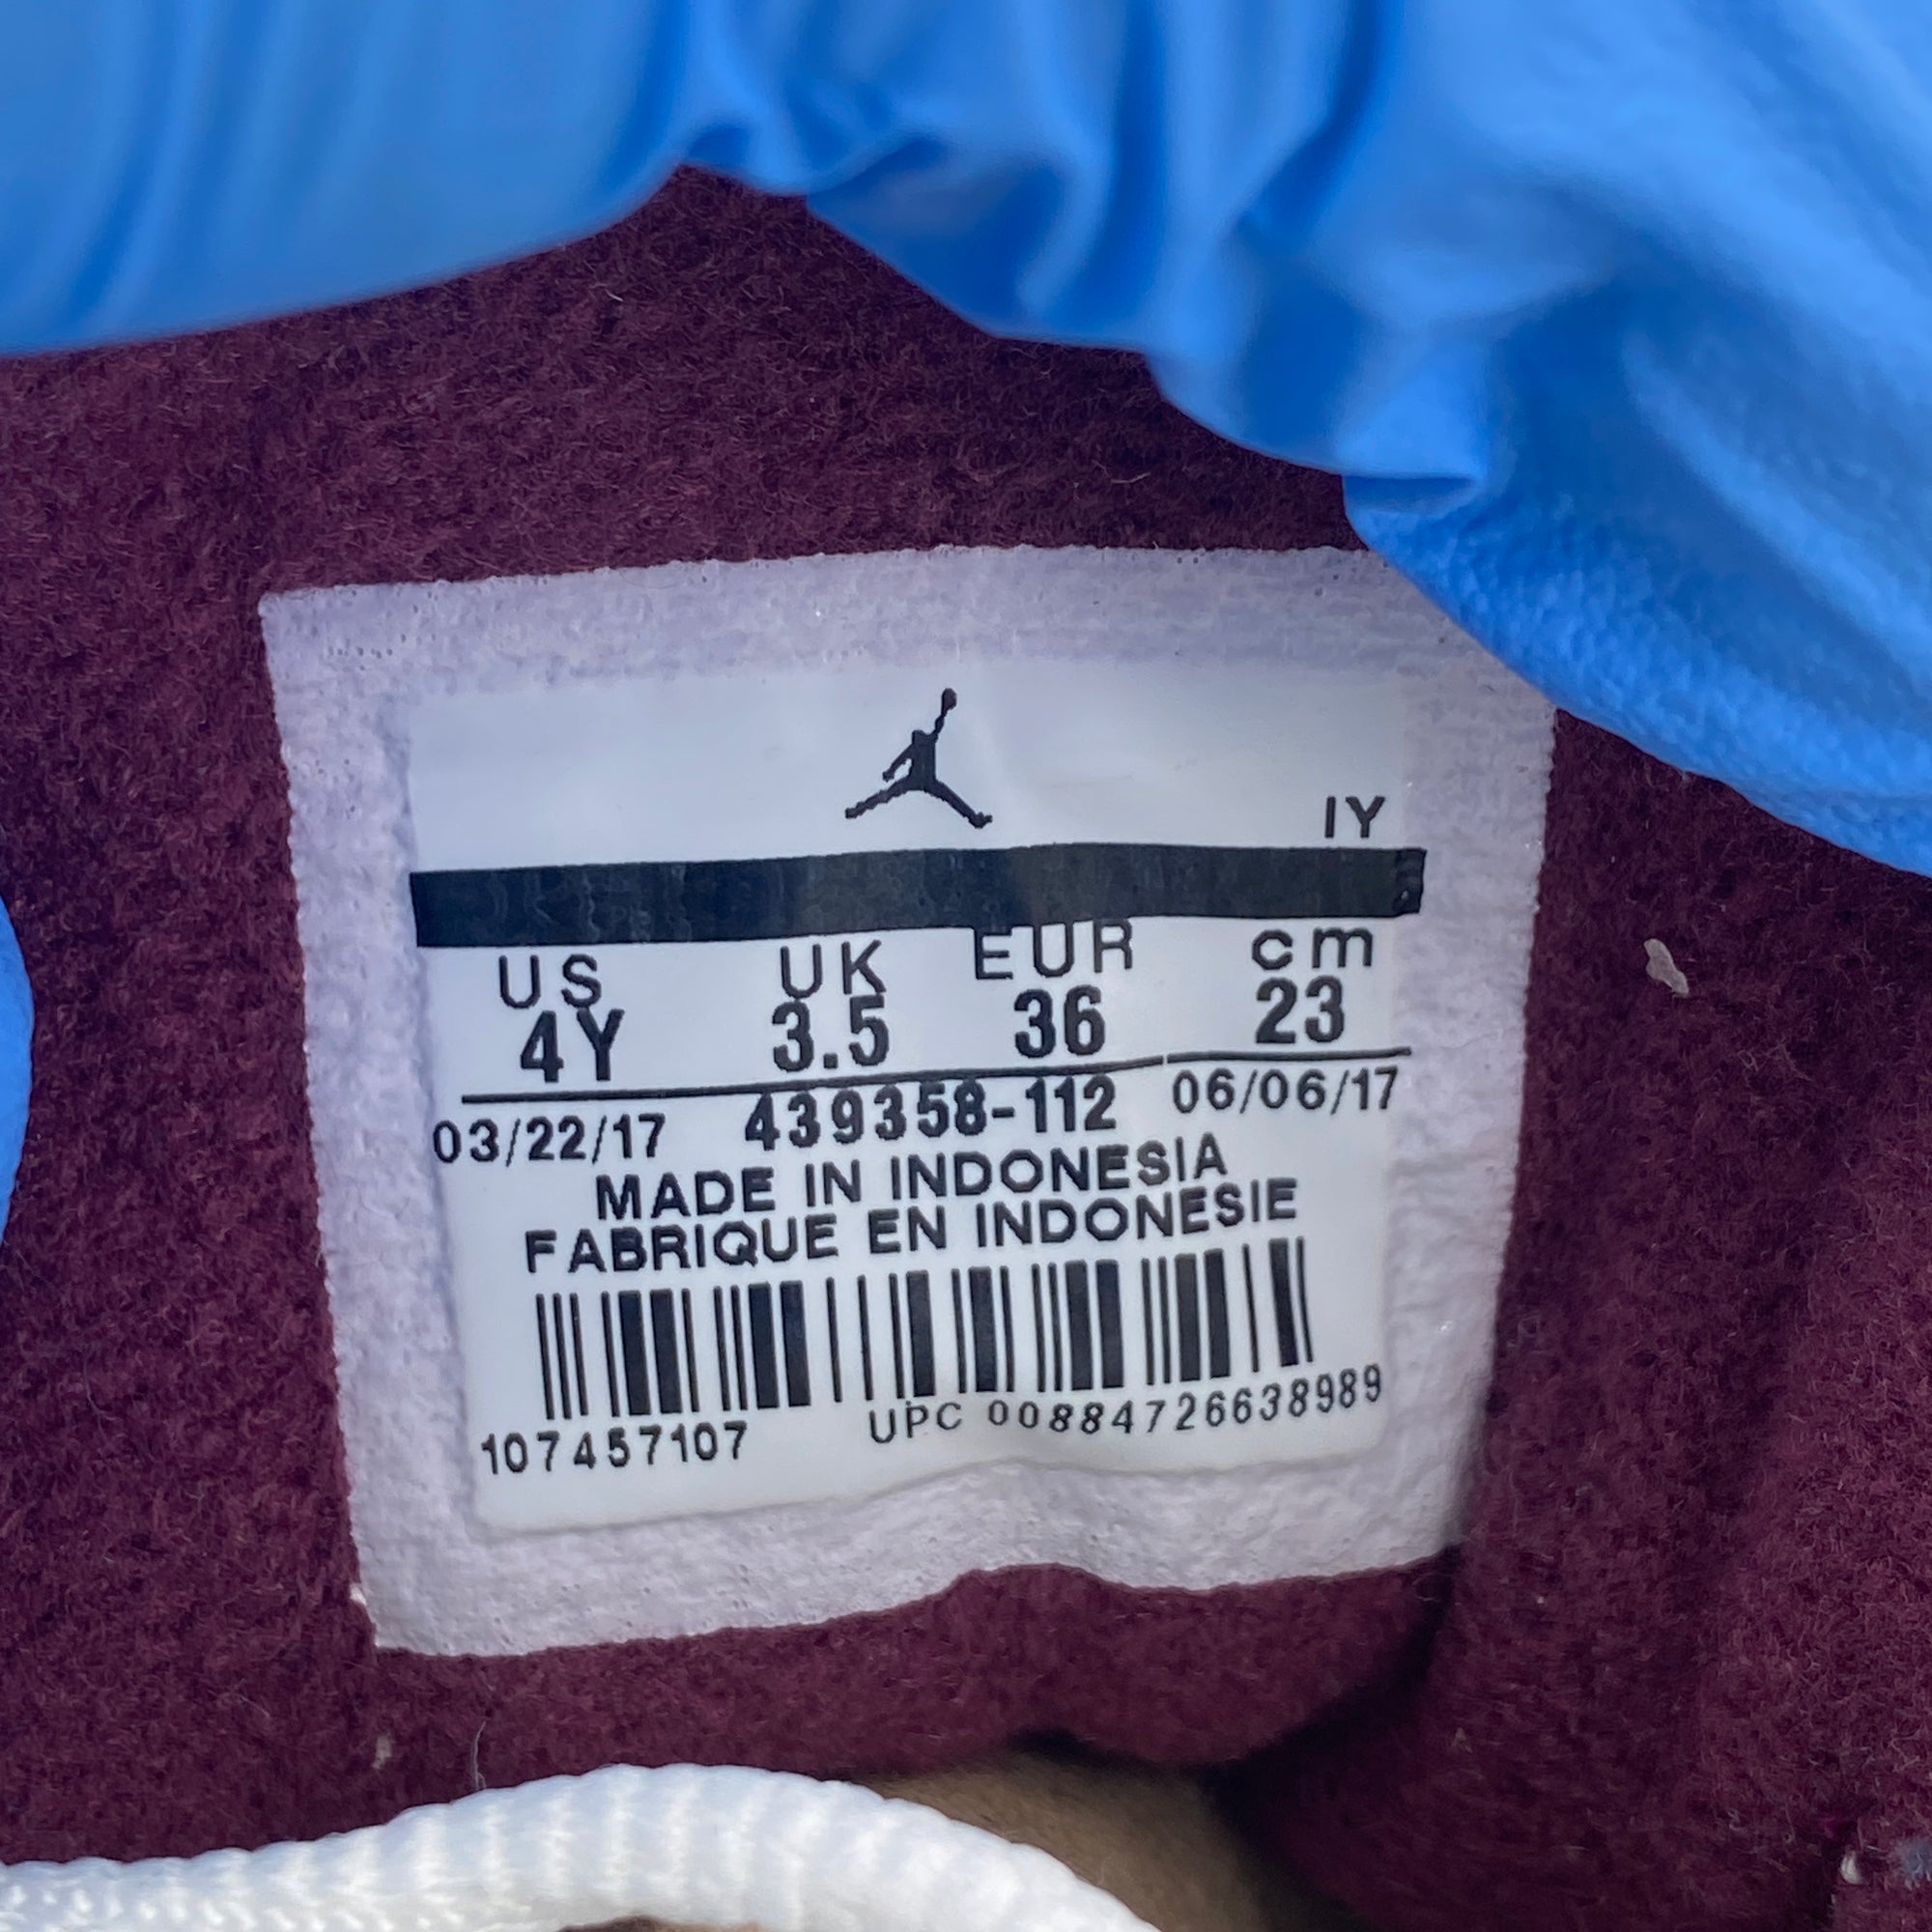 IY
US UK EUR cm
4Y 3.5 36 23
03/22/17 439358-112 06/06/17
MADE IN INDONESIA
FABRIQUE EN INDONESIE
107457107 UPC 00884726638989